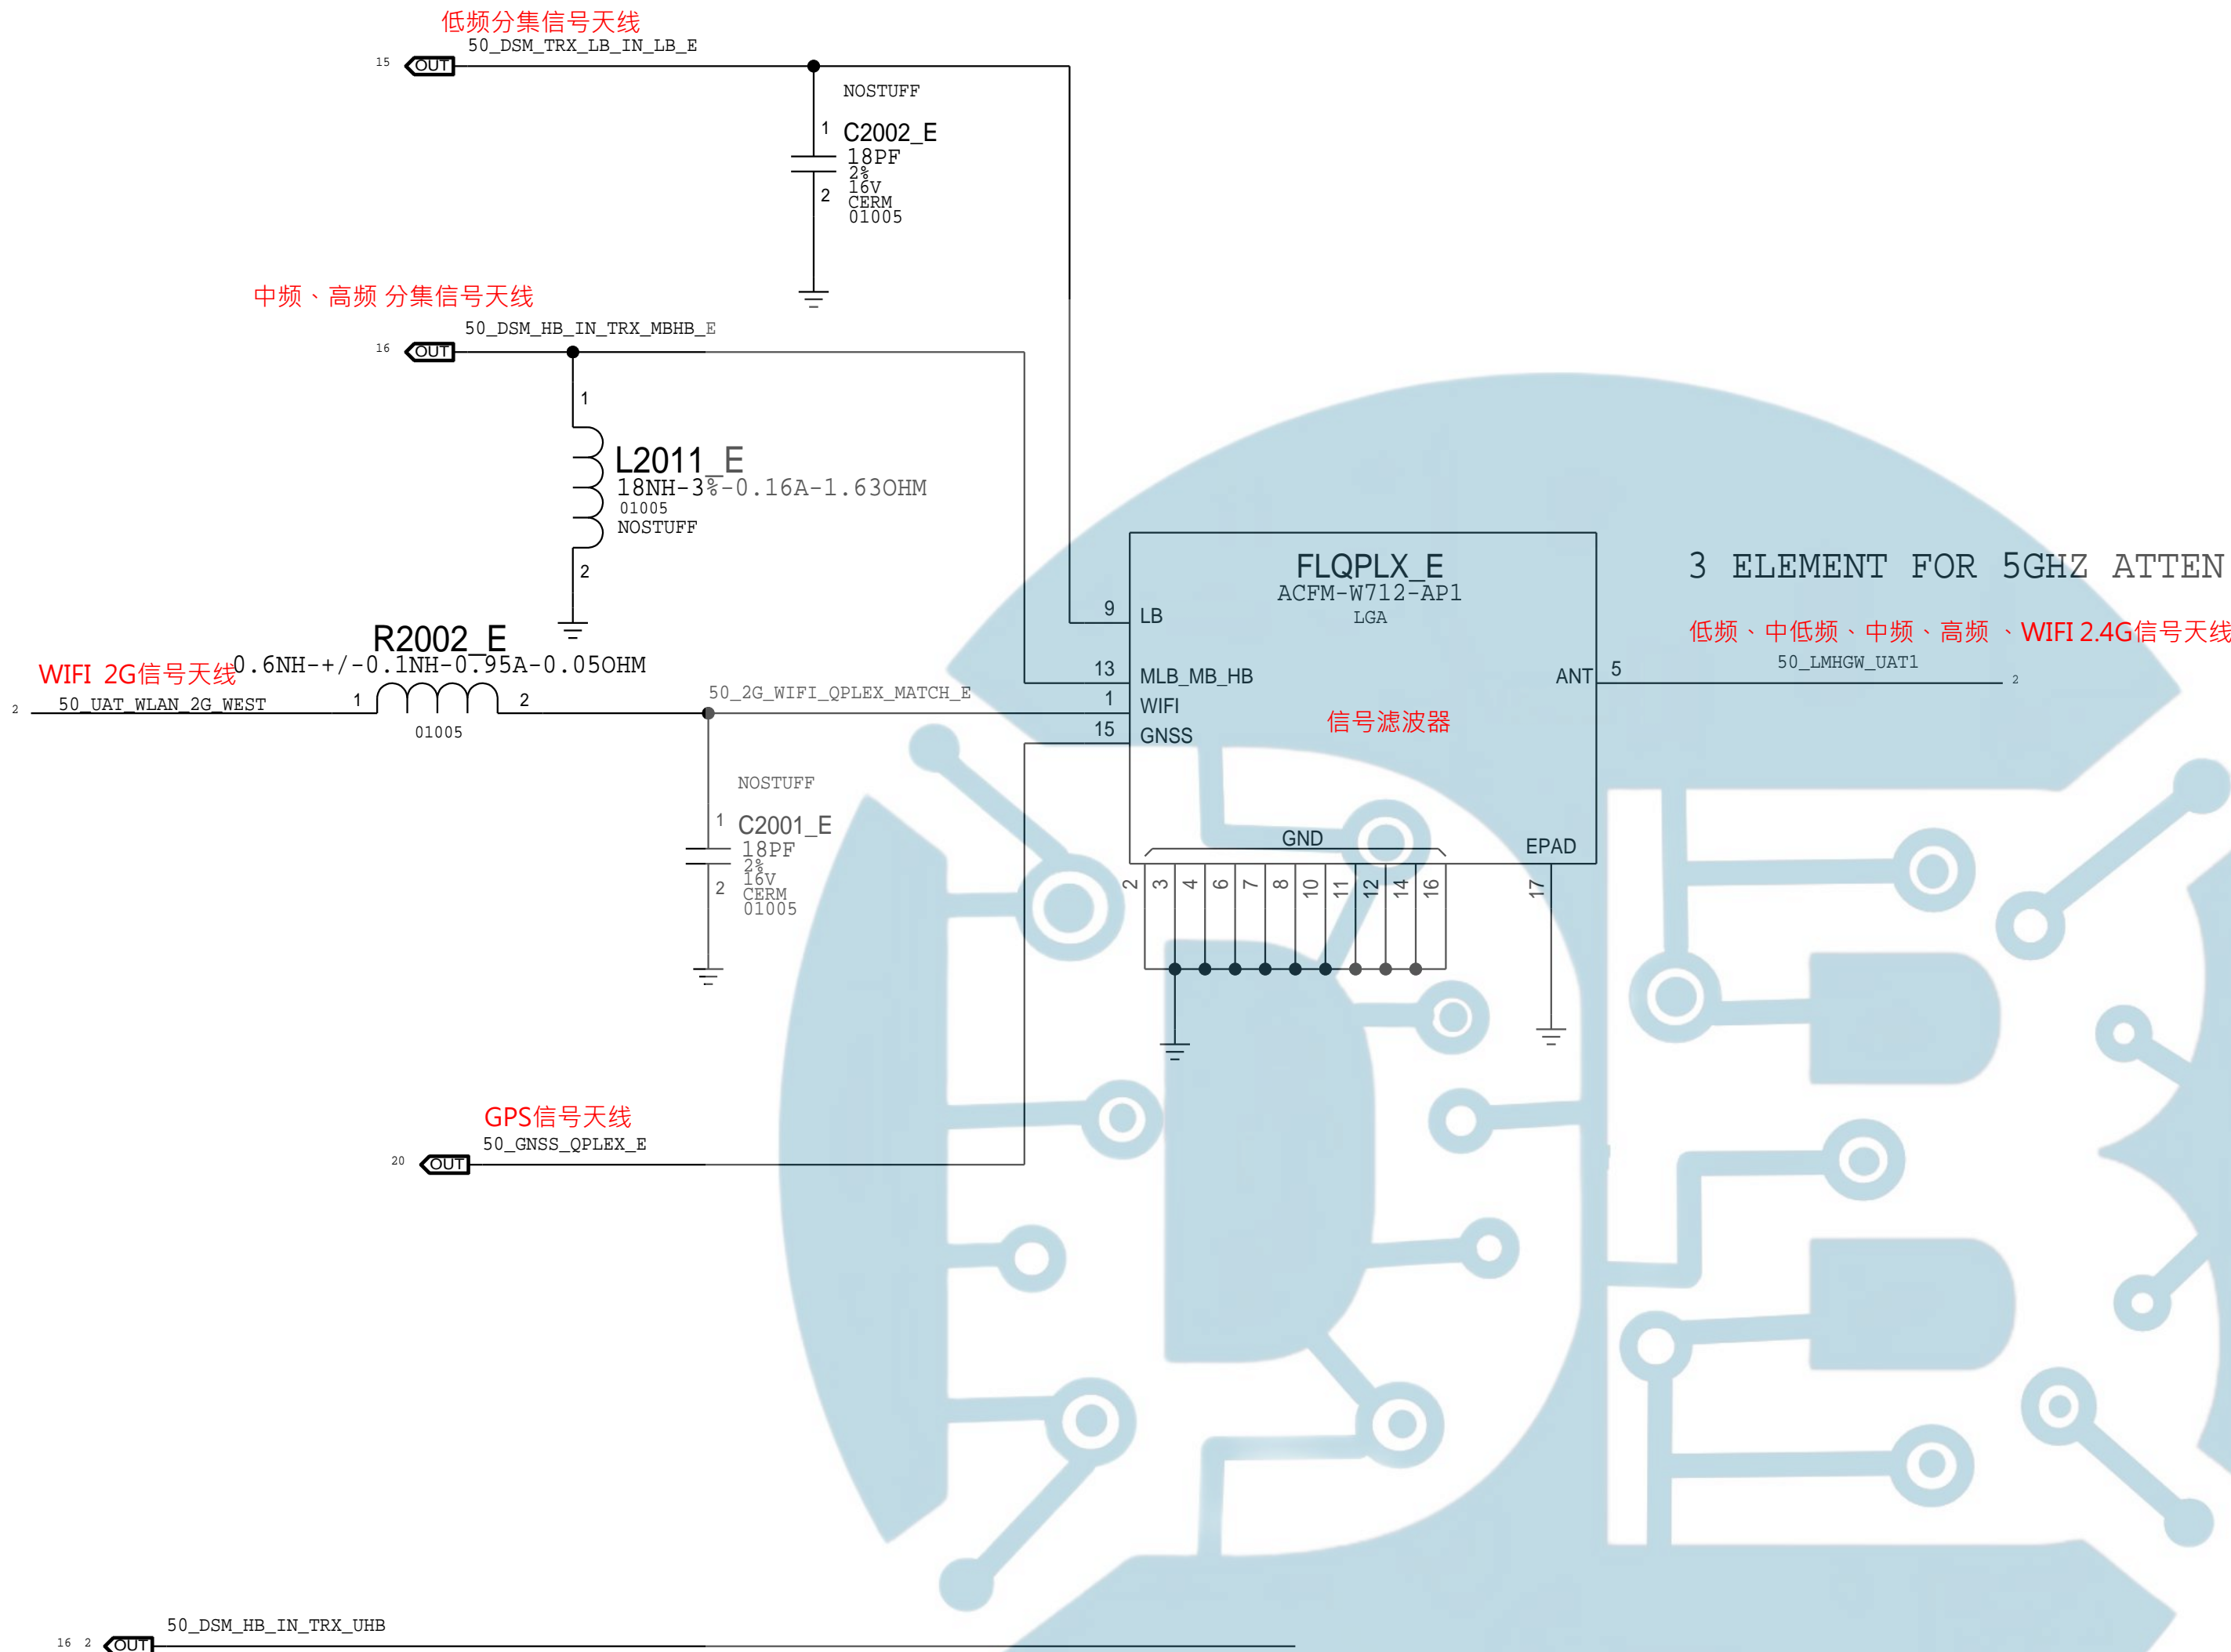 低频分集信号天线
50_DSM_TRX_LB_IN_LB_E
15 OUT
NOSTUFF
1 C2002_E
18PF
2%
16V
2 CERM
01005
中频、高频 分集信号天线
50_DSM_HB_IN_TRX_MBHB_E
16 OUT
1
L2011_E
18NH-3%-0.16A-1.63OHM
01005
NOSTUFF
2
R2002_E
0.6NH-+/-0.1NH-0.95A-0.05OHM
WIFI 2G信号天线
2 50_UAT_WLAN_2G_WEST 1 2
01005
50_2G_WIFI_QPLEX_MATCH_E
NOSTUFF
1 C2001_E
18PF
2%
16V
2 CERM
01005
FLQPLX_E
ACFM-W712-AP1
LGA
9 LB
13 MLB_MB_HB
1 WIFI
15 GNSS
信号滤波器
ANT 5
GND
EPAD
2 3 4 6 7 8 10 11 12 14 16 17
3 ELEMENT FOR 5GHZ ATTEN
低频、中低频、中频、高频 、WIFI 2.4G信号天线
50_LMHGW_UAT1
2
GPS信号天线
50_GNSS_QPLEX_E
20 OUT
50_DSM_HB_IN_TRX_UHB
16 2 OUT